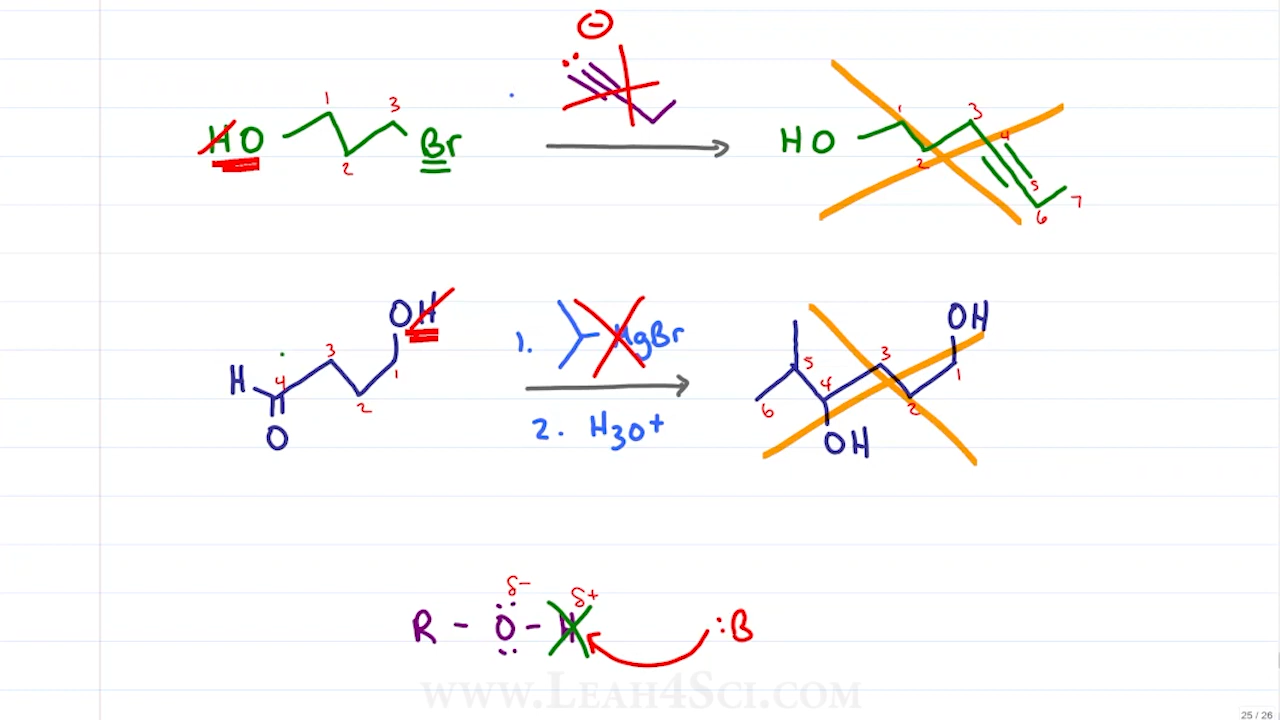 ⊖
1 3 1 3
HO Br HO 4
2 2 5 7
6
OH OH
3 5 3
H 4 1 1. MgBr 4 1
2 6 2
O 2. H3O+ OH
δ- δ+
R - O - H :B
www.Leah4Sci.com
25 / 26